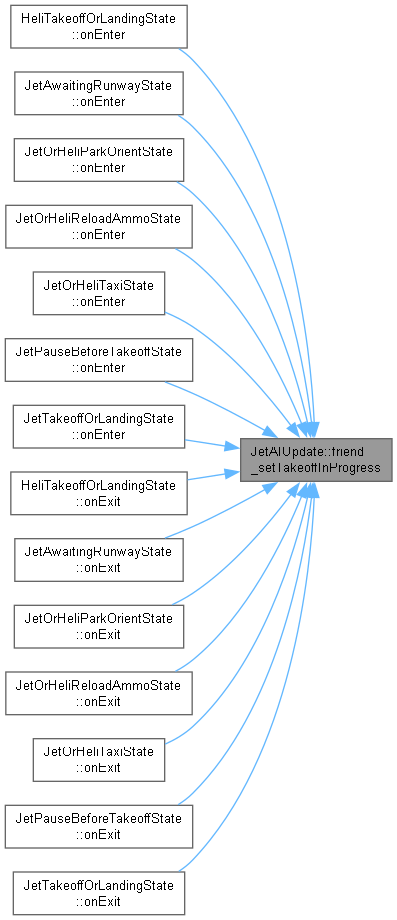 HeliTakeoffOrLandingState
::onEnter
JetAwaitingRunwayState
::onEnter
JetOrHeliParkOrientState
::onEnter
JetOrHeliReloadAmmoState
::onEnter
JetOrHeliTaxiState
::onEnter
JetPauseBeforeTakeoffState
::onEnter
JetTakeoffOrLandingState
::onEnter
JetAIUpdate::friend
_setTakeoffInProgress
HeliTakeoffOrLandingState
::onExit
JetAwaitingRunwayState
::onExit
JetOrHeliParkOrientState
::onExit
JetOrHeliReloadAmmoState
::onExit
JetOrHeliTaxiState
::onExit
JetPauseBeforeTakeoffState
::onExit
JetTakeoffOrLandingState
::onExit